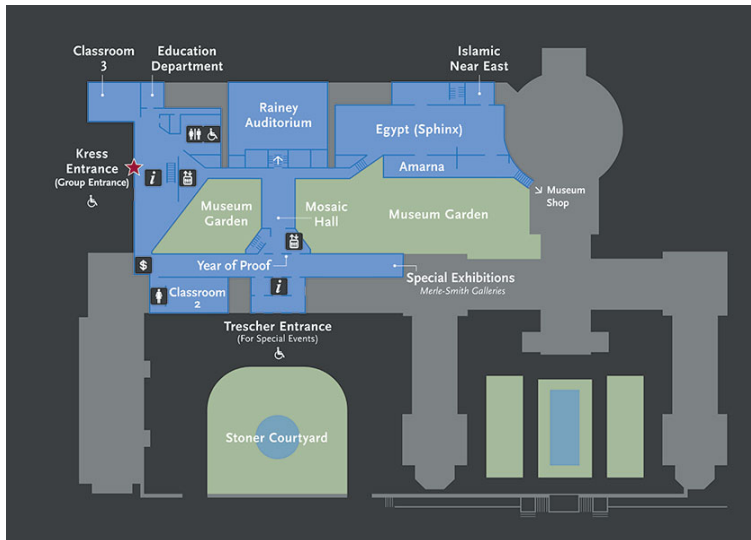 Classroom
3
Education
Department
Islamic
Near East
Rainey
Auditorium
Egypt (Sphinx)
Kress
Entrance
(Group Entrance)
i
Amarna
Museum
Shop
Museum
Garden
Mosaic
Hall
Museum Garden
$
Year of Proof
i
Special Exhibitions
Merle-Smith Galleries
Classroom
2
Trescher Entrance
(For Special Events)
Stoner Courtyard